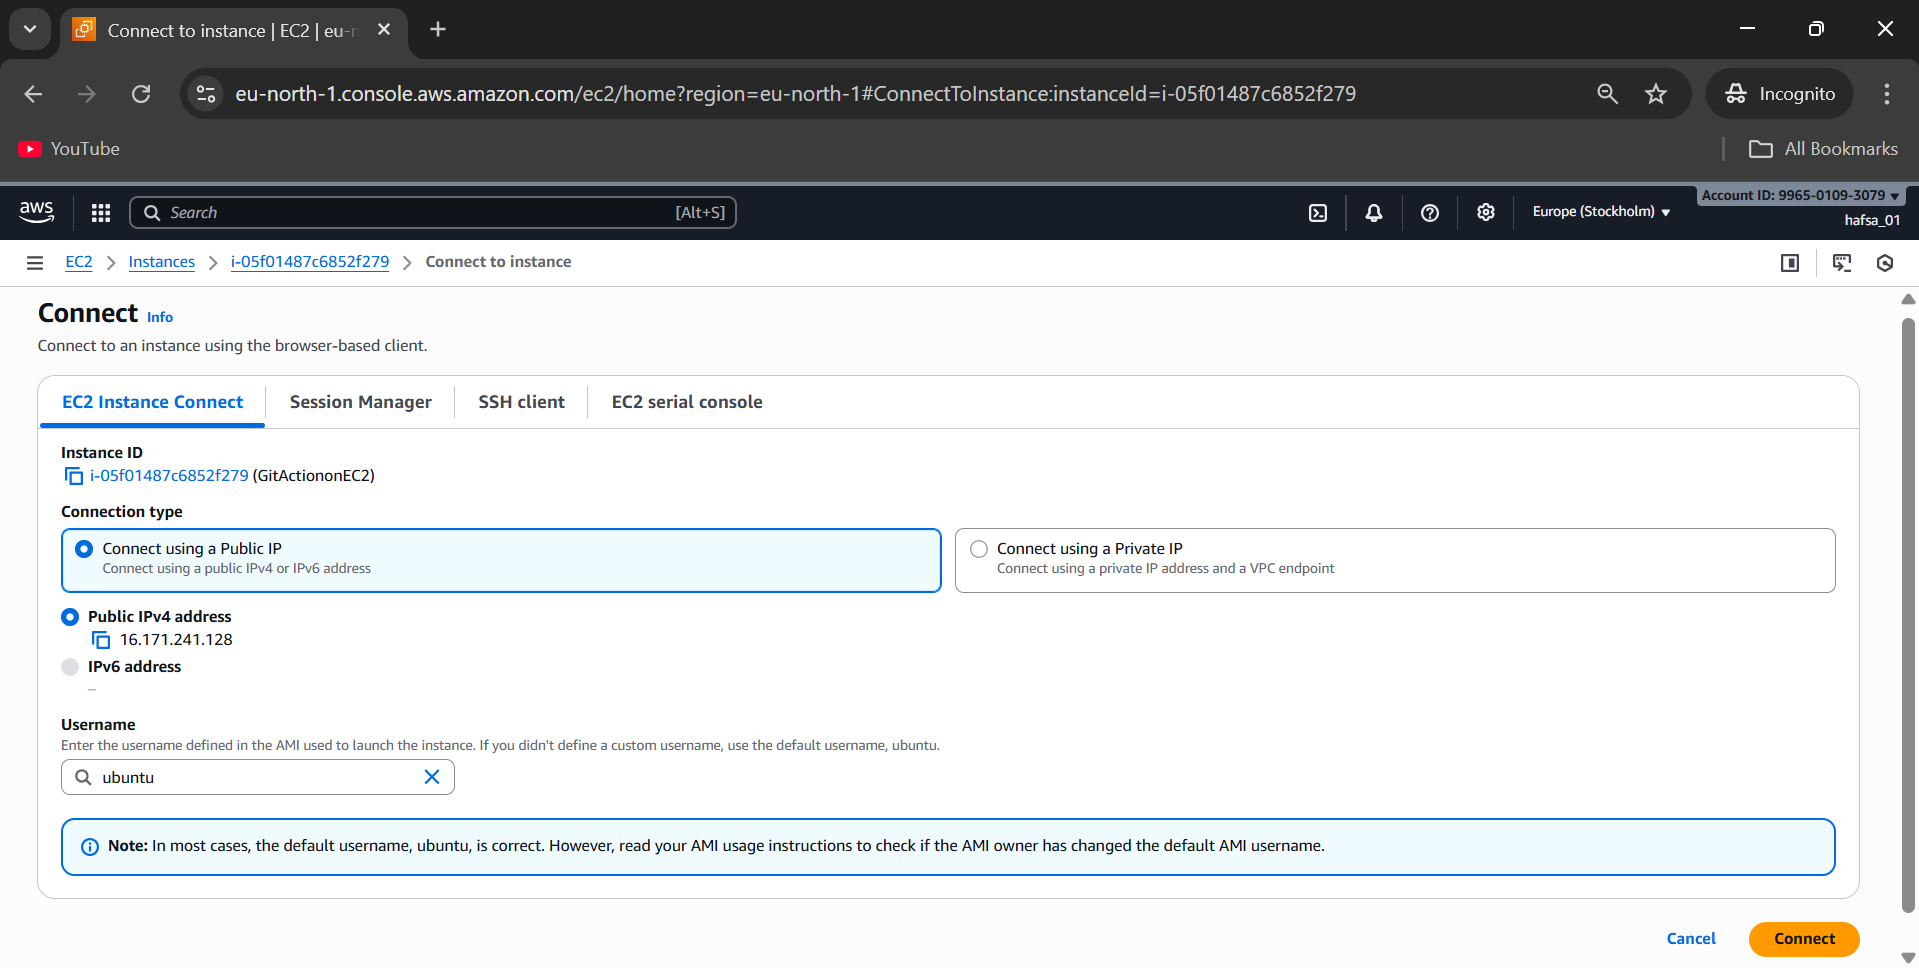 Connect to instance | EC2 | eu-n
eu-north-1.console.aws.amazon.com/ec2/home?region=eu-north-1#ConnectToInstance:instanceId=i-05f01487c6852f279
Incognito
YouTube
All Bookmarks
aws
Search
[Alt+S]
Europe (Stockholm)
Account ID: 9965-0109-3079
hafsa_01
EC2 > Instances > i-05f01487c6852f279 > Connect to instance
Connect Info
Connect to an instance using the browser-based client.
EC2 Instance Connect
Session Manager
SSH client
EC2 serial console
Instance ID
i-05f01487c6852f279 (GitActiononEC2)
Connection type
Connect using a Public IP
Connect using a public IPv4 or IPv6 address
Connect using a Private IP
Connect using a private IP address and a VPC endpoint
Public IPv4 address
16.171.241.128
IPv6 address
–
Username
Enter the username defined in the AMI used to launch the instance. If you didn't define a custom username, use the default username, ubuntu.
ubuntu
Note: In most cases, the default username, ubuntu, is correct. However, read your AMI usage instructions to check if the AMI owner has changed the default AMI username.
Cancel
Connect